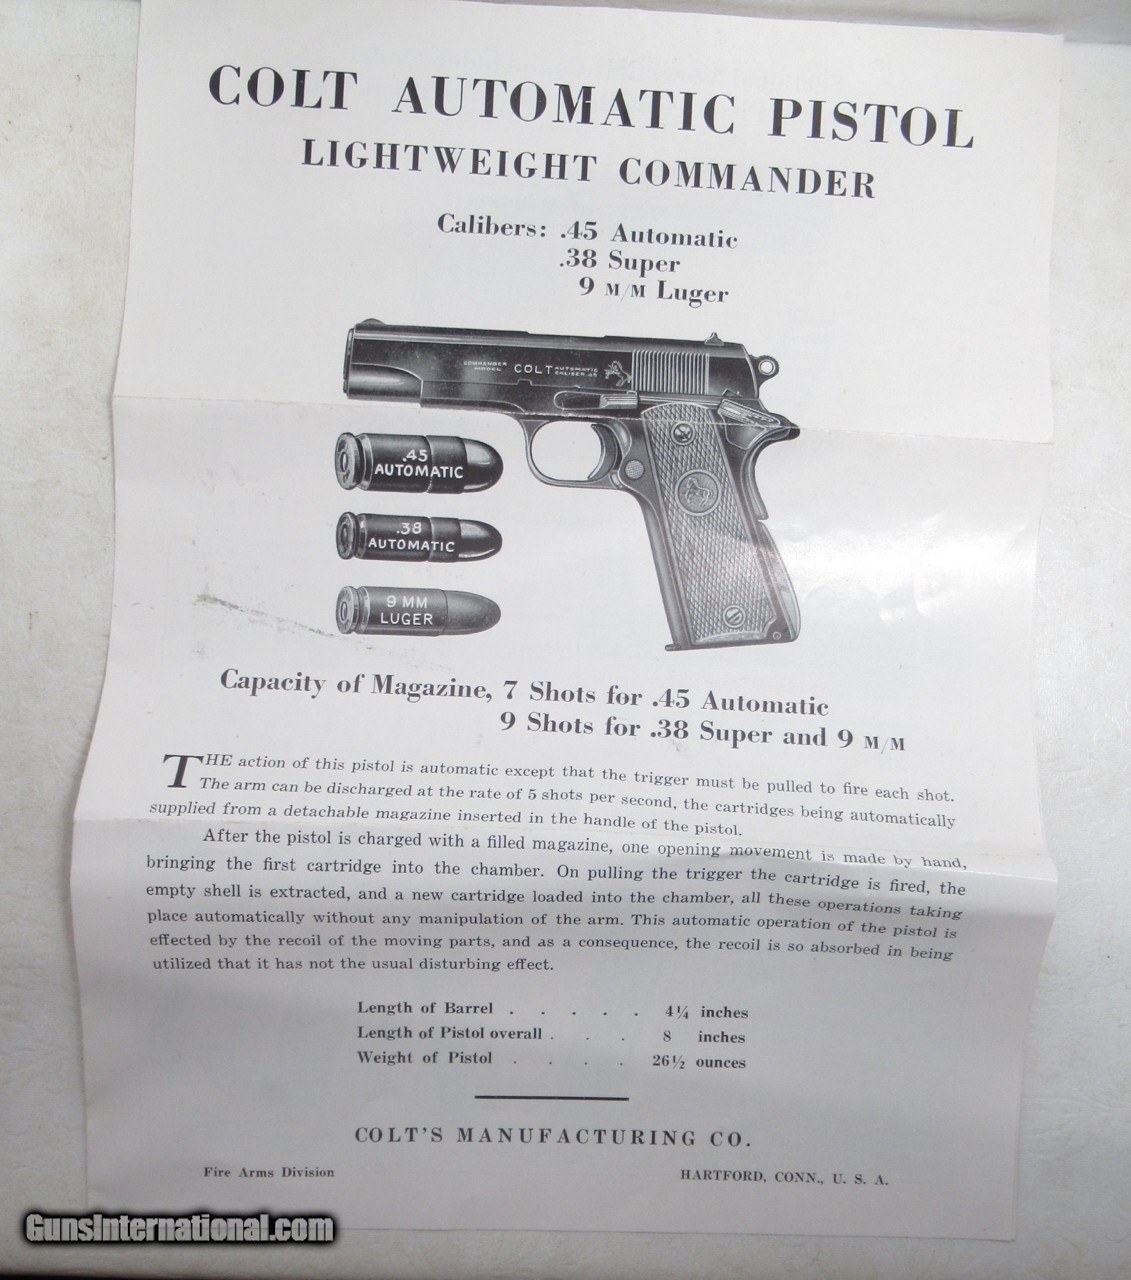 COLT AUTOMATIC PISTOL
LIGHTWEIGHT COMMANDER
Calibers: .45 Automatic
.38 Super
9 M/M Luger
COMMANDER MODEL COLT AUTOMATIC CALIBER .45
.45
AUTOMATIC
.38
AUTOMATIC
9 MM
LUGER
Capacity of Magazine, 7 Shots for .45 Automatic
9 Shots for .38 Super and 9 M/M
THE action of this pistol is automatic except that the trigger must be pulled to fire each shot.
The arm can be discharged at the rate of 5 shots per second, the cartridges being automatically
supplied from a detachable magazine inserted in the handle of the pistol.
After the pistol is charged with a filled magazine, one opening movement is made by hand,
bringing the first cartridge into the chamber. On pulling the trigger the cartridge is fired, the
empty shell is extracted, and a new cartridge loaded into the chamber, all these operations taking
place automatically without any manipulation of the arm. This automatic operation of the pistol is
effected by the recoil of the moving parts, and as a consequence, the recoil is so absorbed in being
utilized that it has not the usual disturbing effect.
Length of Barrel . . . . . 4¼ inches
Length of Pistol overall . . . 8 inches
Weight of Pistol . . . . 26½ ounces
COLT'S MANUFACTURING CO.
Fire Arms Division HARTFORD, CONN., U. S. A.
GunsInternational.com